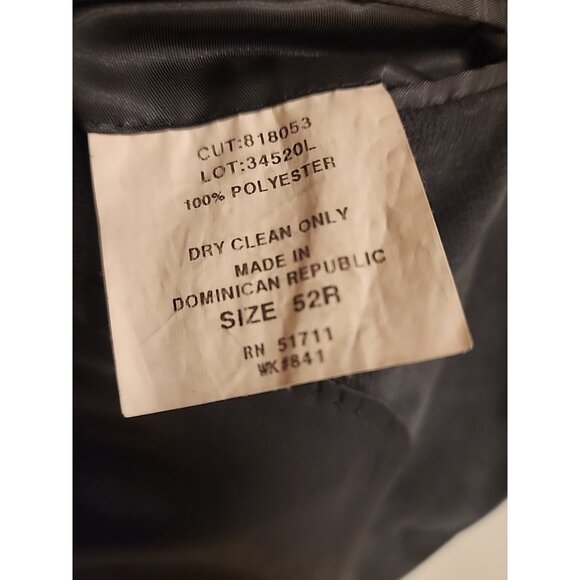 CUT:818053
LOT:34520L
100% POLYESTER
DRY CLEAN ONLY
MADE IN
DOMINICAN REPUBLIC
SIZE 52R
RN 51711
WK#841